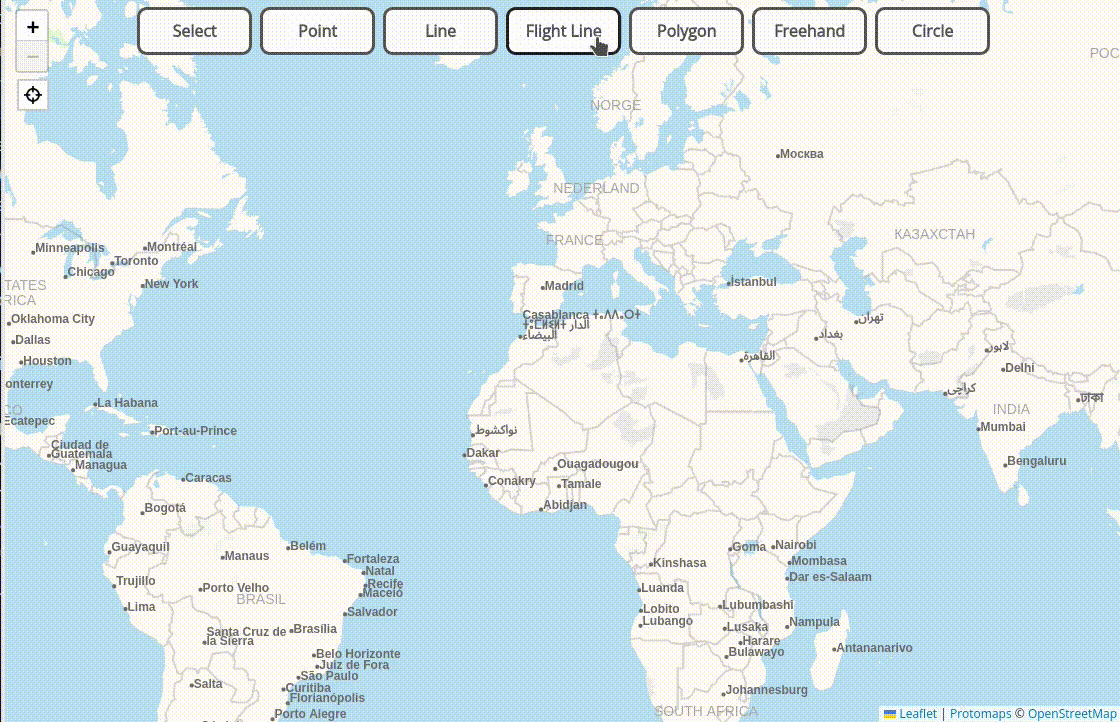 +
Select
Point
Line
Flight Line
Polygon
Freehand
Circle
−
РОС
NORGE
Москва
NEDERLAND
КАЗАХСТАН
FRANCE
Minneapolis
Montréal
Toronto
Chicago
New York
TATES
RICA
Madrid
İstanbul
Oklahoma City
Casablanca ⵜⴰⴷⴷⴰⵔⵜ
الدار
البيضاء
تهران
بغداد
Dallas
لاہور
القاهرة
Houston
Delhi
onterrey
كراچى
ঢাকা
La Habana
CO
Ecatepec
INDIA
Mumbai
Port-au-Prince
نواكشوط
Ciudad de
Guatemala
Dakar
Managua
Ouagadougou
Bengaluru
Caracas
Conakry
Tamale
Bogotá
Abidjan
Guayaquil
Belém
Goma
Nairobi
Manaus
Fortaleza
Kinshasa
Mombasa
Natal
Trujillo
Dar es-Salaam
Recife
Porto Velho
Luanda
Maceió
BRASIL
Lima
Lobito
Lubumbashi
Salvador
Lubango
Nampula
Santa Cruz de
la Sierra
Brasília
Lusaka
Harare
Antananarivo
Belo Horizonte
Bulawayo
Juiz de Fora
São Paulo
Salta
Curitiba
Johannesburg
Florianópolis
SOUTH AFRICA
Porto Alegre
Leaflet | Protomaps © OpenStreetMap